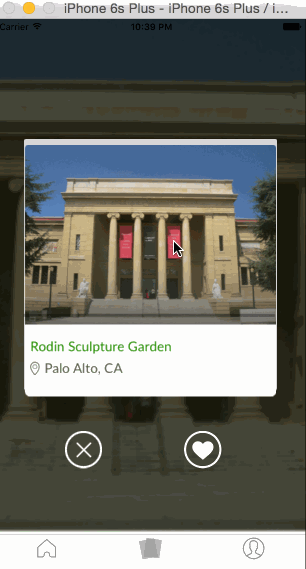 iPhone 6s Plus - iPhone 6s Plus / i...
Carrier 10:39 PM
Rodin Sculpture Garden
Palo Alto, CA